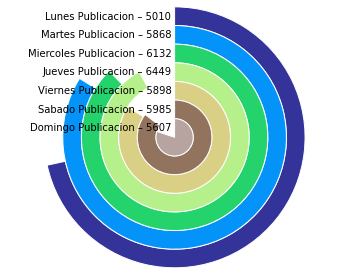 Lunes Publicacion – 5010
Martes Publicacion – 5868
Miercoles Publicacion – 6132
Jueves Publicacion – 6449
Viernes Publicacion – 5898
Sabado Publicacion – 5985
Domingo Publicacion – 5607